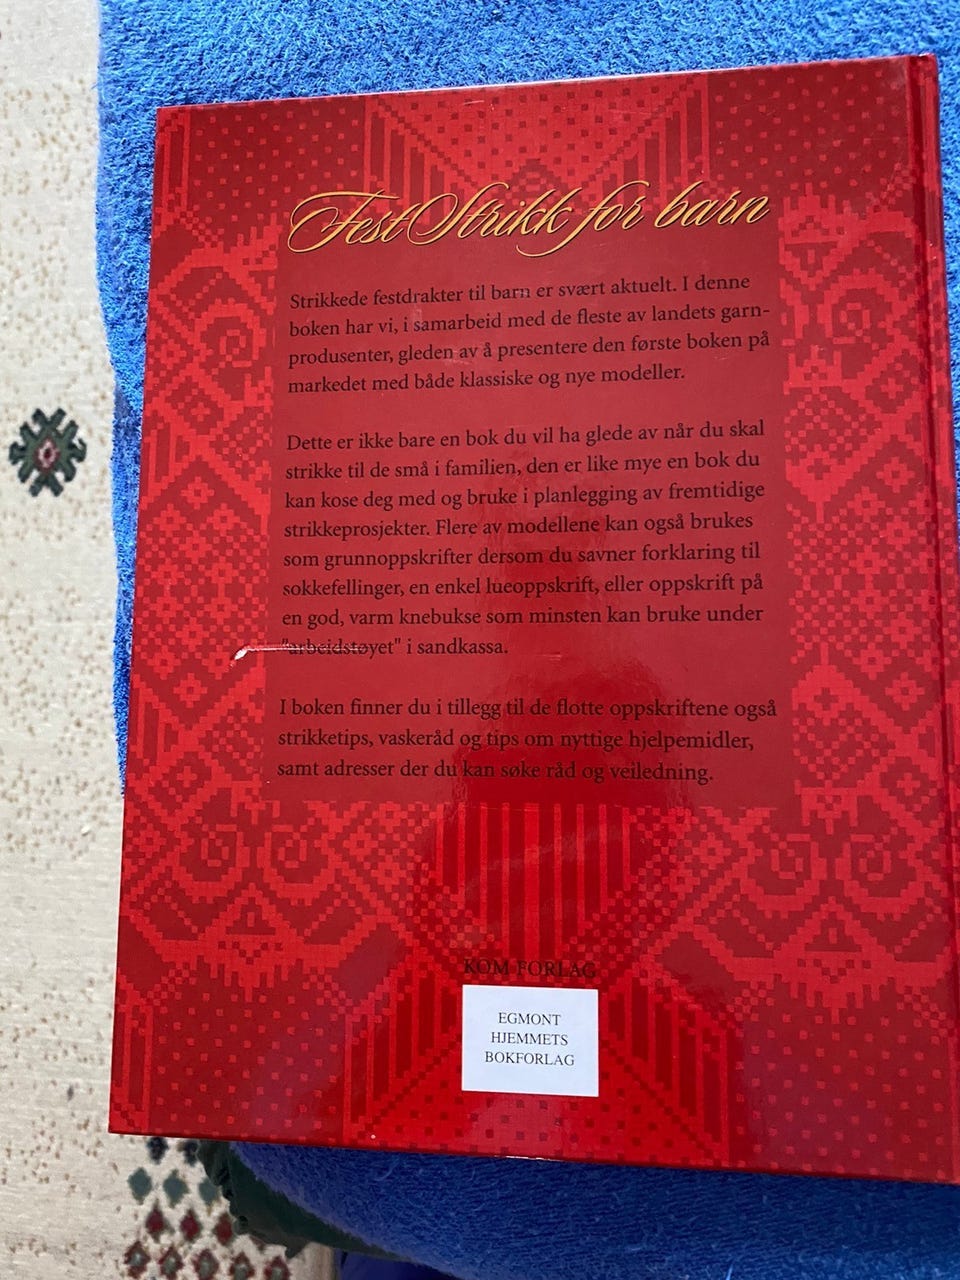 FestStrikk for barn
Strikkede festdrakter til barn er svært aktuelt. I denne
boken har vi, i samarbeid med de fleste av landets garn-
produsenter, gleden av å presentere den første boken på
markedet med både klassiske og nye modeller.
Dette er ikke bare en bok du vil ha glede av når du skal
strikke til de små i familien, den er like mye en bok du
kan kose deg med og bruke i planlegging av fremtidige
strikkeprosjekter. Flere av modellene kan også brukes
som grunnoppskrifter dersom du savner forklaring til
sokkefellinger, en enkel lueoppskrift, eller oppskrift på
en god, varm knebukse som minsten kan bruke under
"arbeidstøyet" i sandkassa.
I boken finner du i tillegg til de flotte oppskriftene også
strikketips, vaskeråd og tips om nyttige hjelpemidler,
samt adresser der du kan søke råd og veiledning.
KOM FORLAG
EGMONT
HJEMMETS
BOKFORLAG